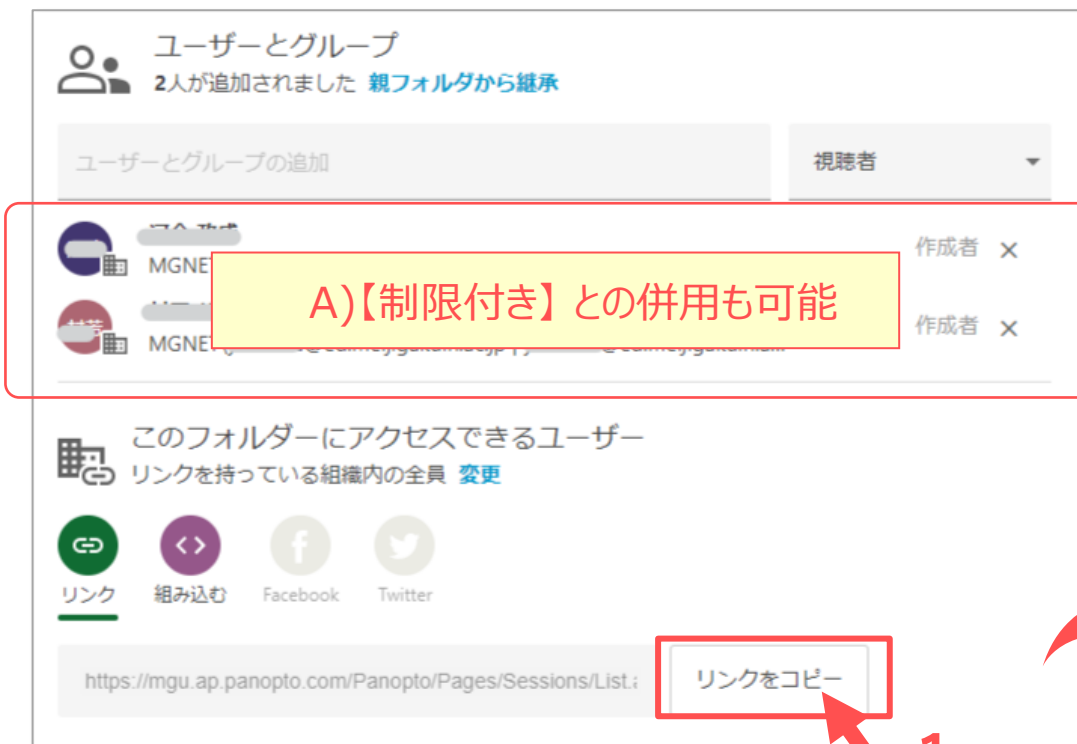 ユーザーとグループ
2人が追加されました 親フォルダから継承
ユーザーとグループの追加
視聴者
作成者
A)【制限付き】との併用も可能
作成者
このフォルダーにアクセスできるユーザー
リンクを持っている組織内の全員 変更
リンク 組み込む Facebook Twitter
https://mgu.ap.panopto.com/Panopto/Pages/Sessions/List.
リンクをコピー